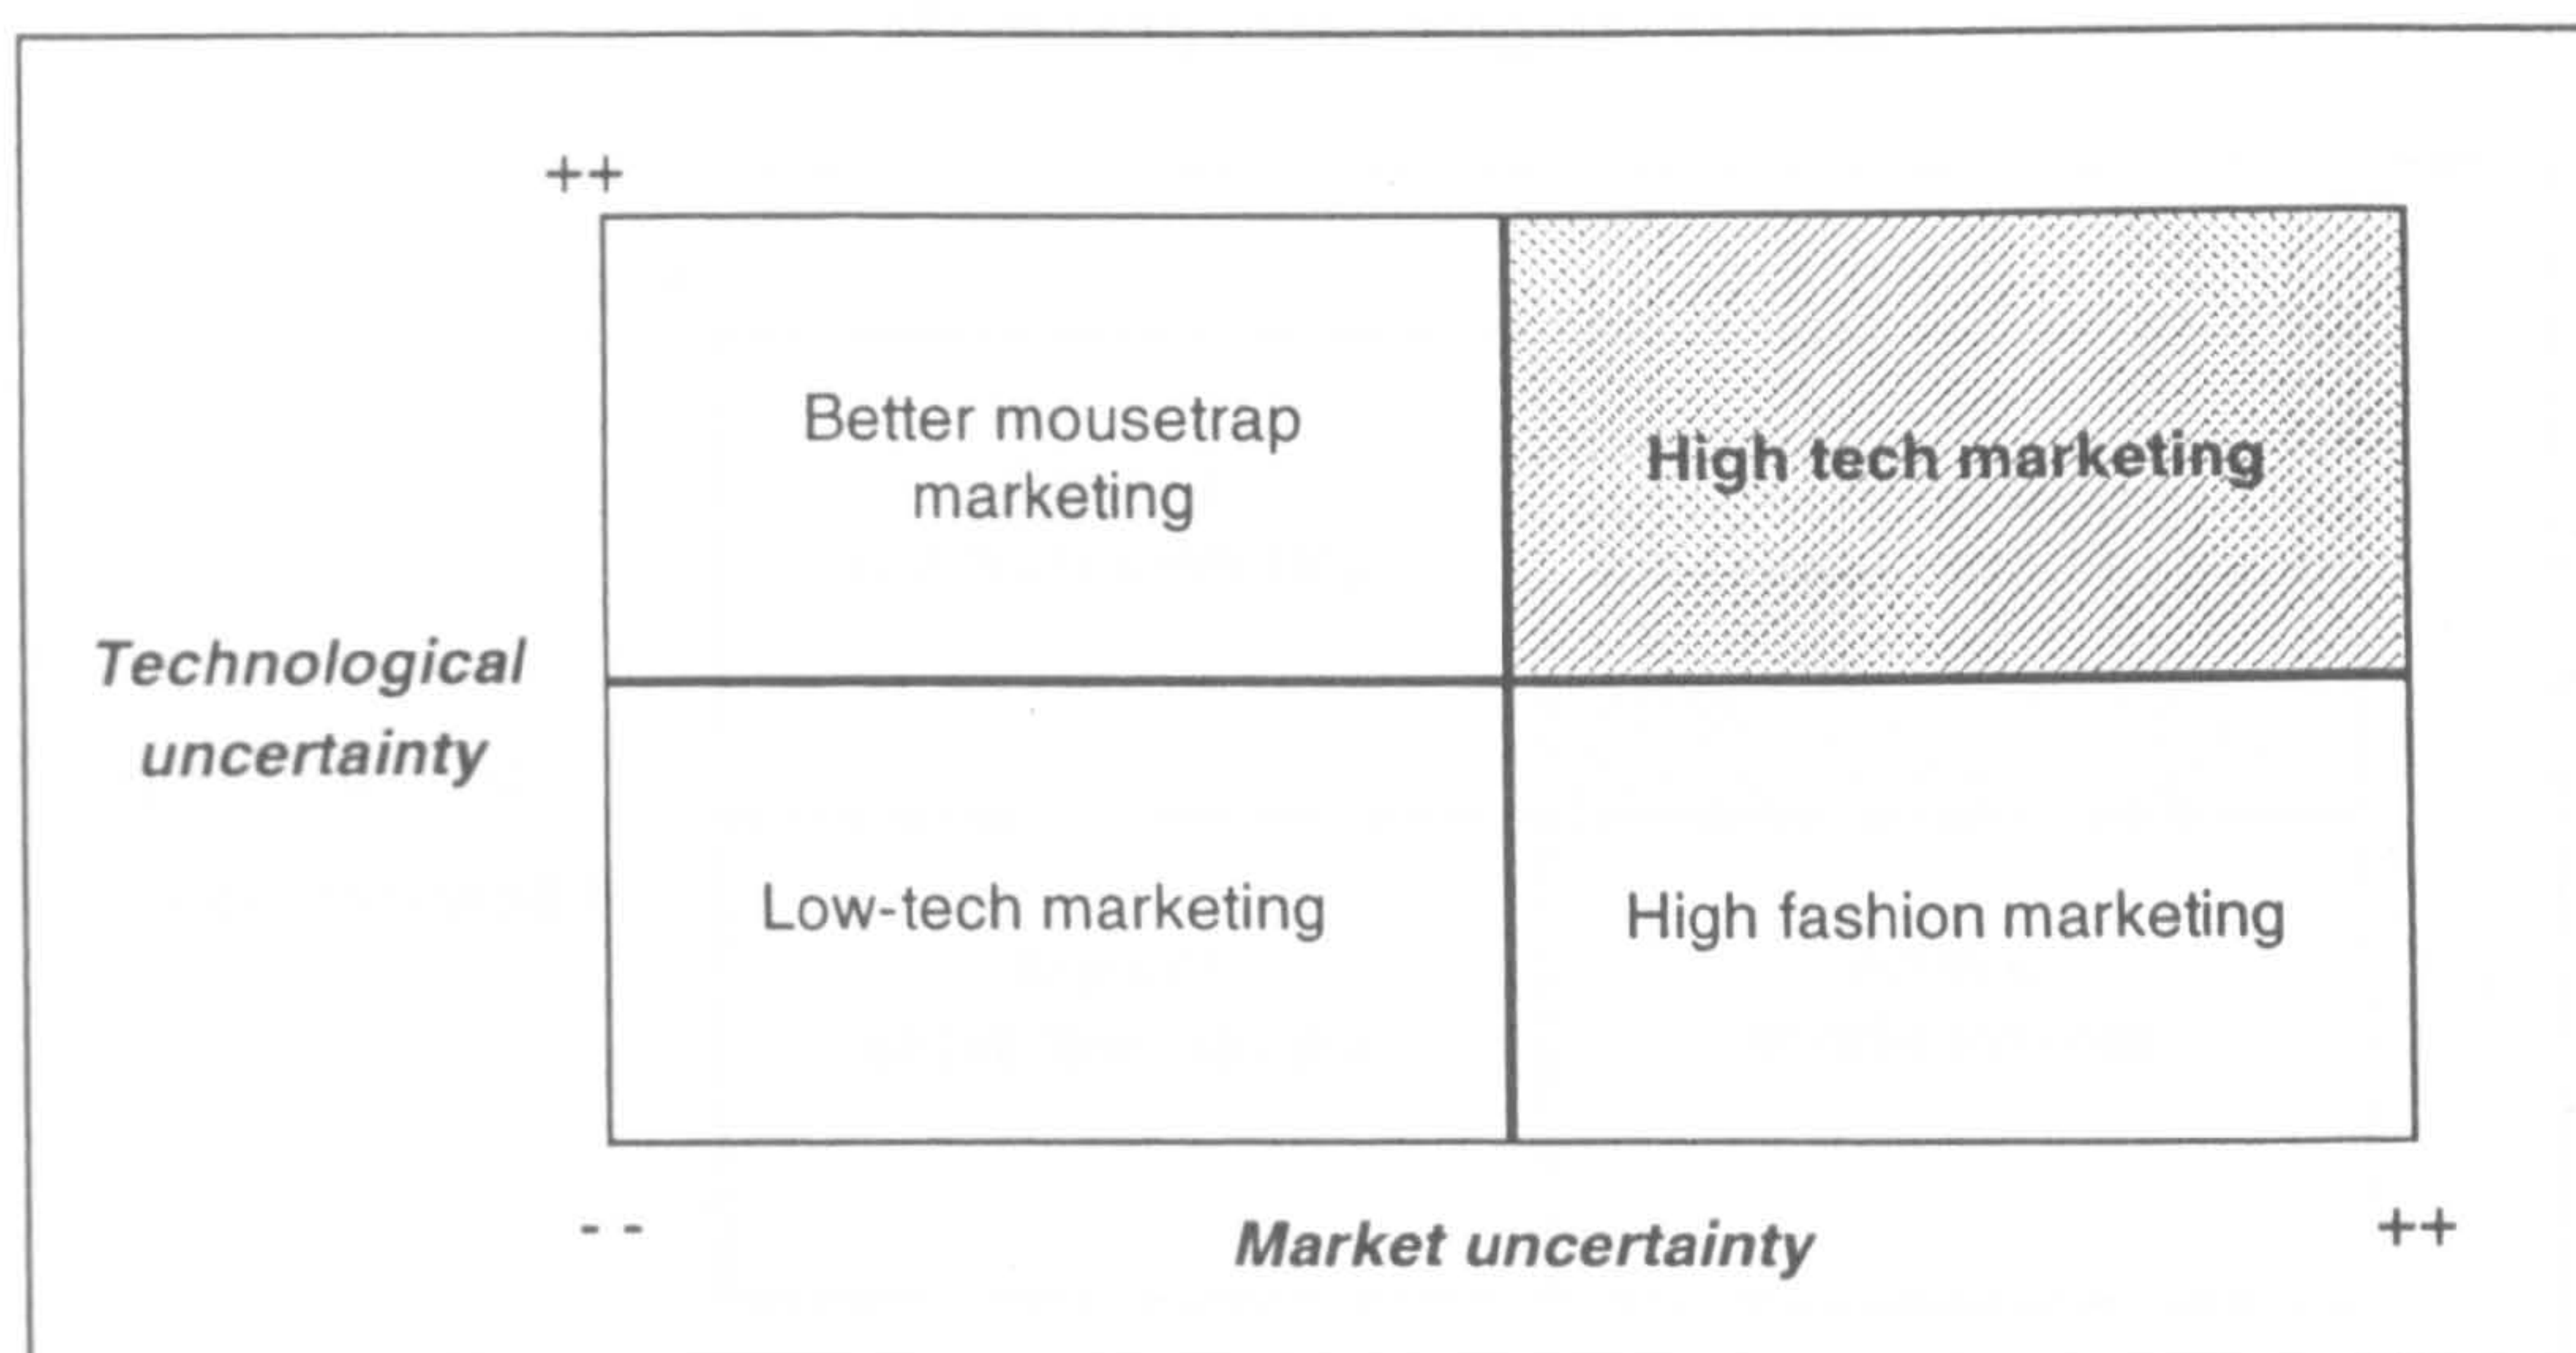 ++
Better mousetrap
marketing
High tech marketing
Technological
uncertainty
Low-tech marketing
High fashion marketing
- -
Market uncertainty
++